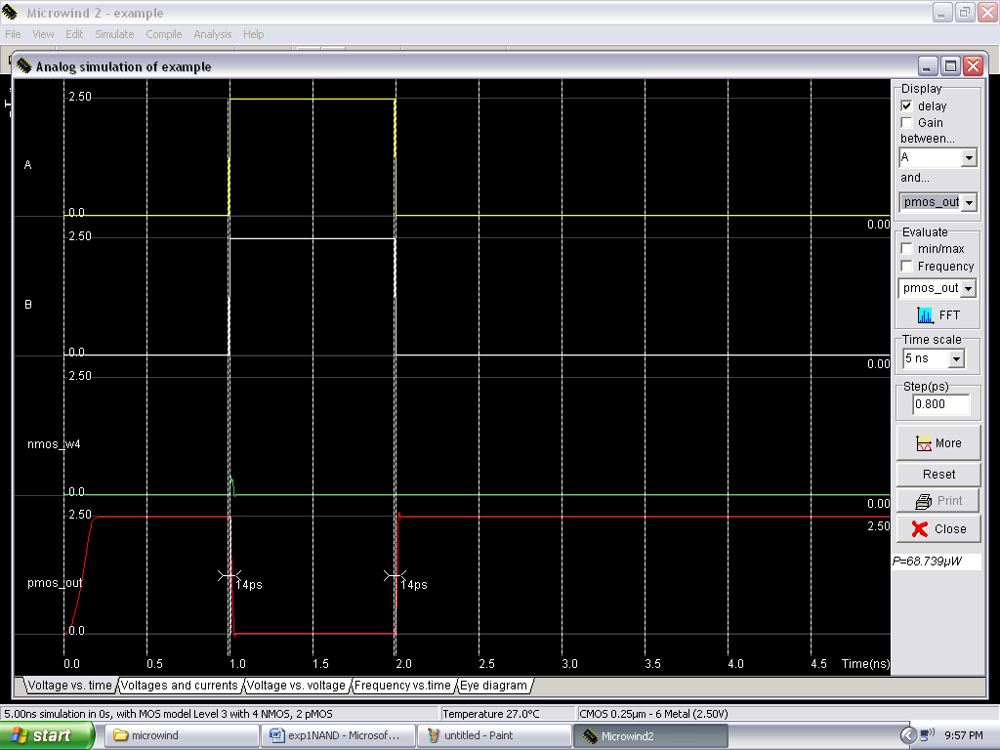 Microwind 2 - example
File View Edit Simulate Compile Analysis Help
Analog simulation of example
2.50
A
0.0
0.00
2.50
B
0.0
0.00
2.50
nmos_w4
0.0
0.00
2.50
2.50
pmos_out
14ps
14ps
0.0
0.0 0.5 1.0 1.5 2.0 2.5 3.0 3.5 4.0 4.5 Time(ns)
Display
delay
Gain
between...
A
and...
pmos_out
Evaluate
min/max
Frequency
pmos_out
FFT
Time scale
5 ns
Step(ps)
0.800
More
Reset
Print
Close
P=68.739µW
Voltage vs. time Voltages and currents Voltage vs. voltage Frequency vs.time Eye diagram
5.00ns simulation in 0s, with MOS model Level 3 with 4 NMOS, 2 pMOS Temperature 27.0°C CMOS 0.25µm - 6 Metal (2.50V)
start microwind exp1NAND - Microsof... untitled - Paint Microwind2 9:57 PM